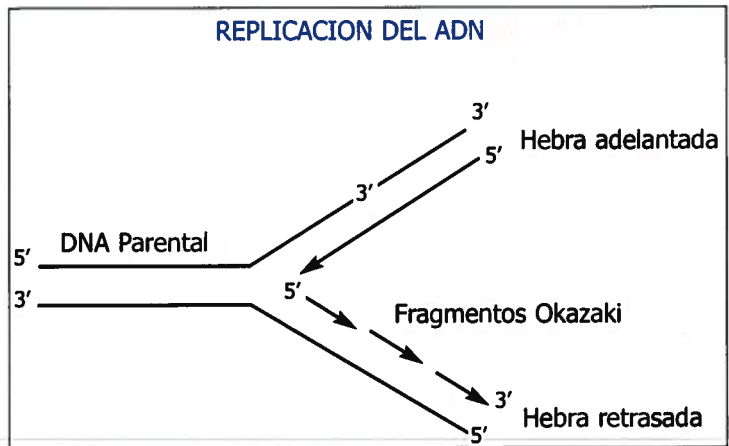 REPLICACION DEL ADN
3'
Hebra adelantada
5'
3'
DNA Parental
5'
3'
5'
Fragmentos Okazaki
3'
Hebra retrasada
5'